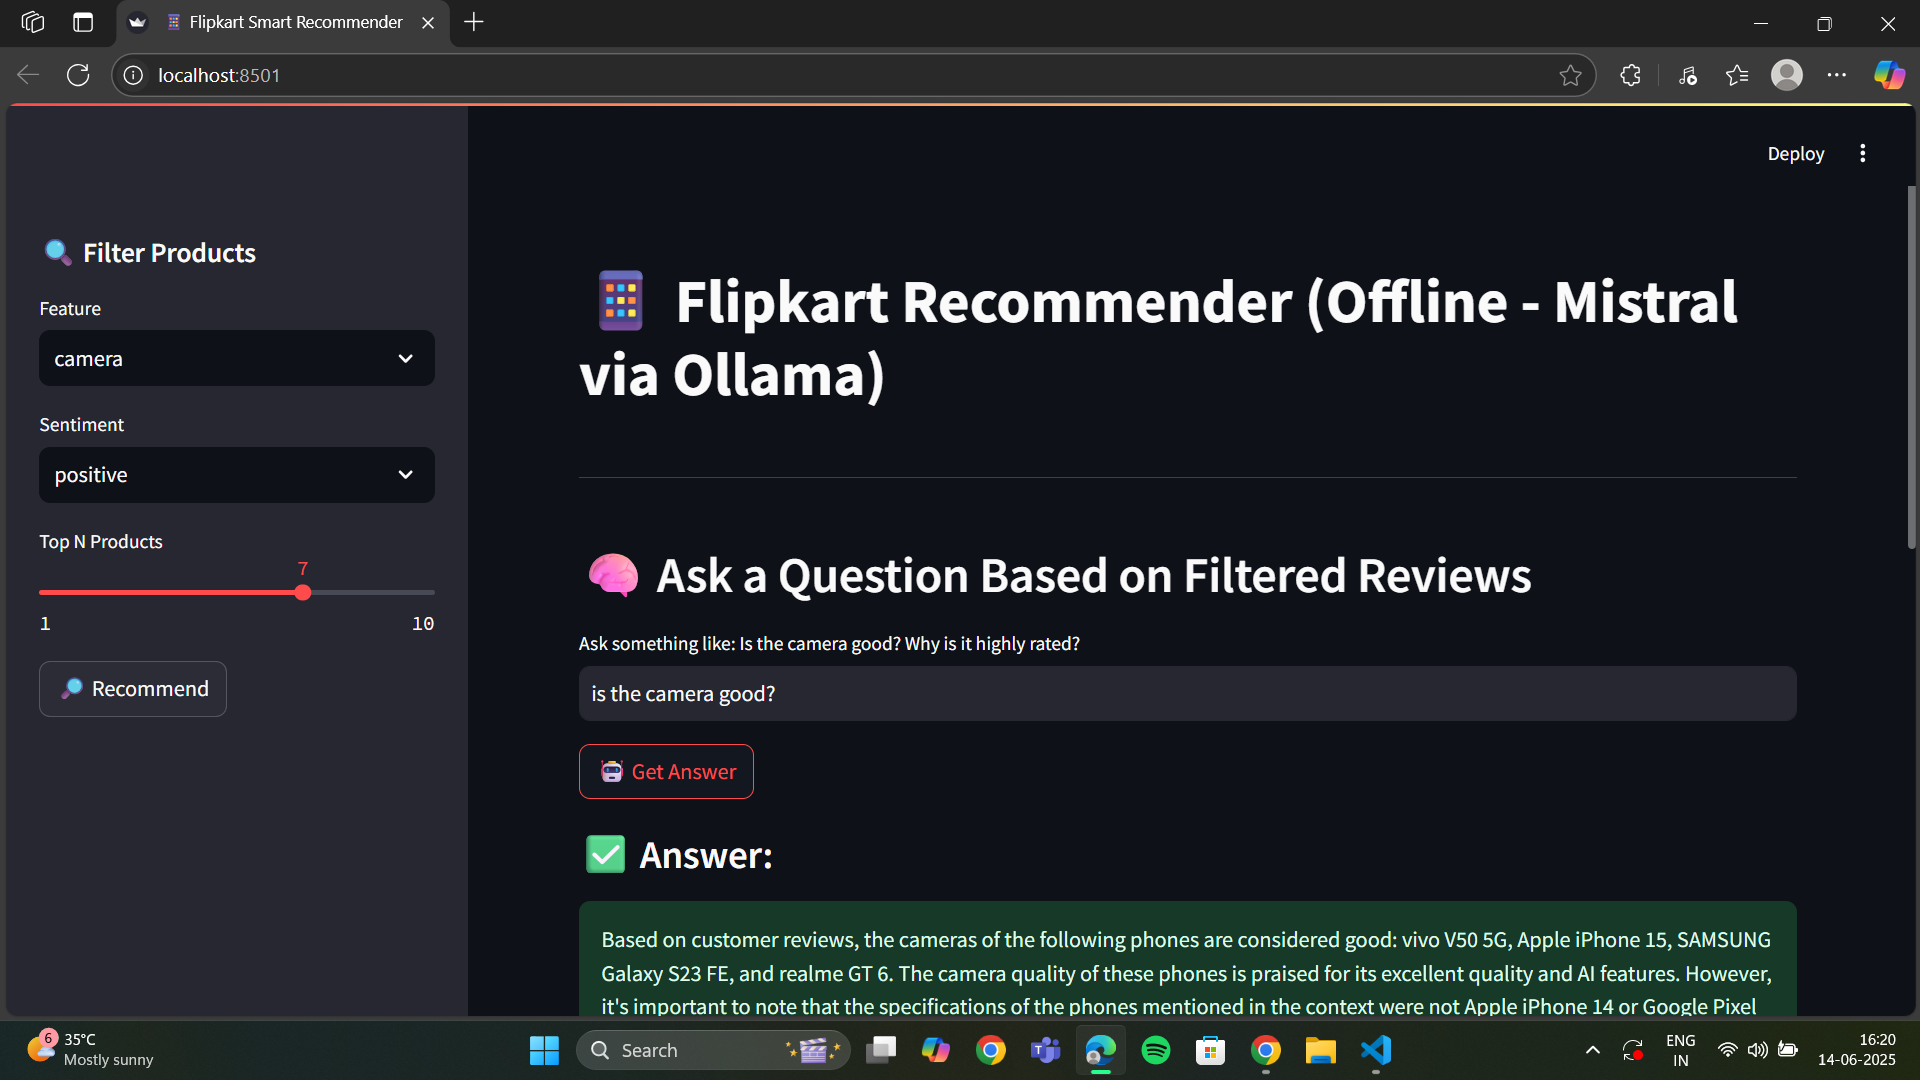 Flipkart Smart Recommender
localhost:8501
Deploy
Filter Products
Feature
camera
Sentiment
positive
Top N Products
7
1 10
Recommend
Flipkart Recommender (Offline - Mistral
via Ollama)
Ask a Question Based on Filtered Reviews
Ask something like: Is the camera good? Why is it highly rated?
is the camera good?
Get Answer
Answer:
Based on customer reviews, the cameras of the following phones are considered good: vivo V50 5G, Apple iPhone 15, SAMSUNG
Galaxy S23 FE, and realme GT 6. The camera quality of these phones is praised for its excellent quality and AI features. However,
it's important to note that the specifications of the phones mentioned in the context were not Apple iPhone 14 or Google Pixel
6
35°C
Mostly sunny
Search
ENG
IN
16:20
14-06-2025